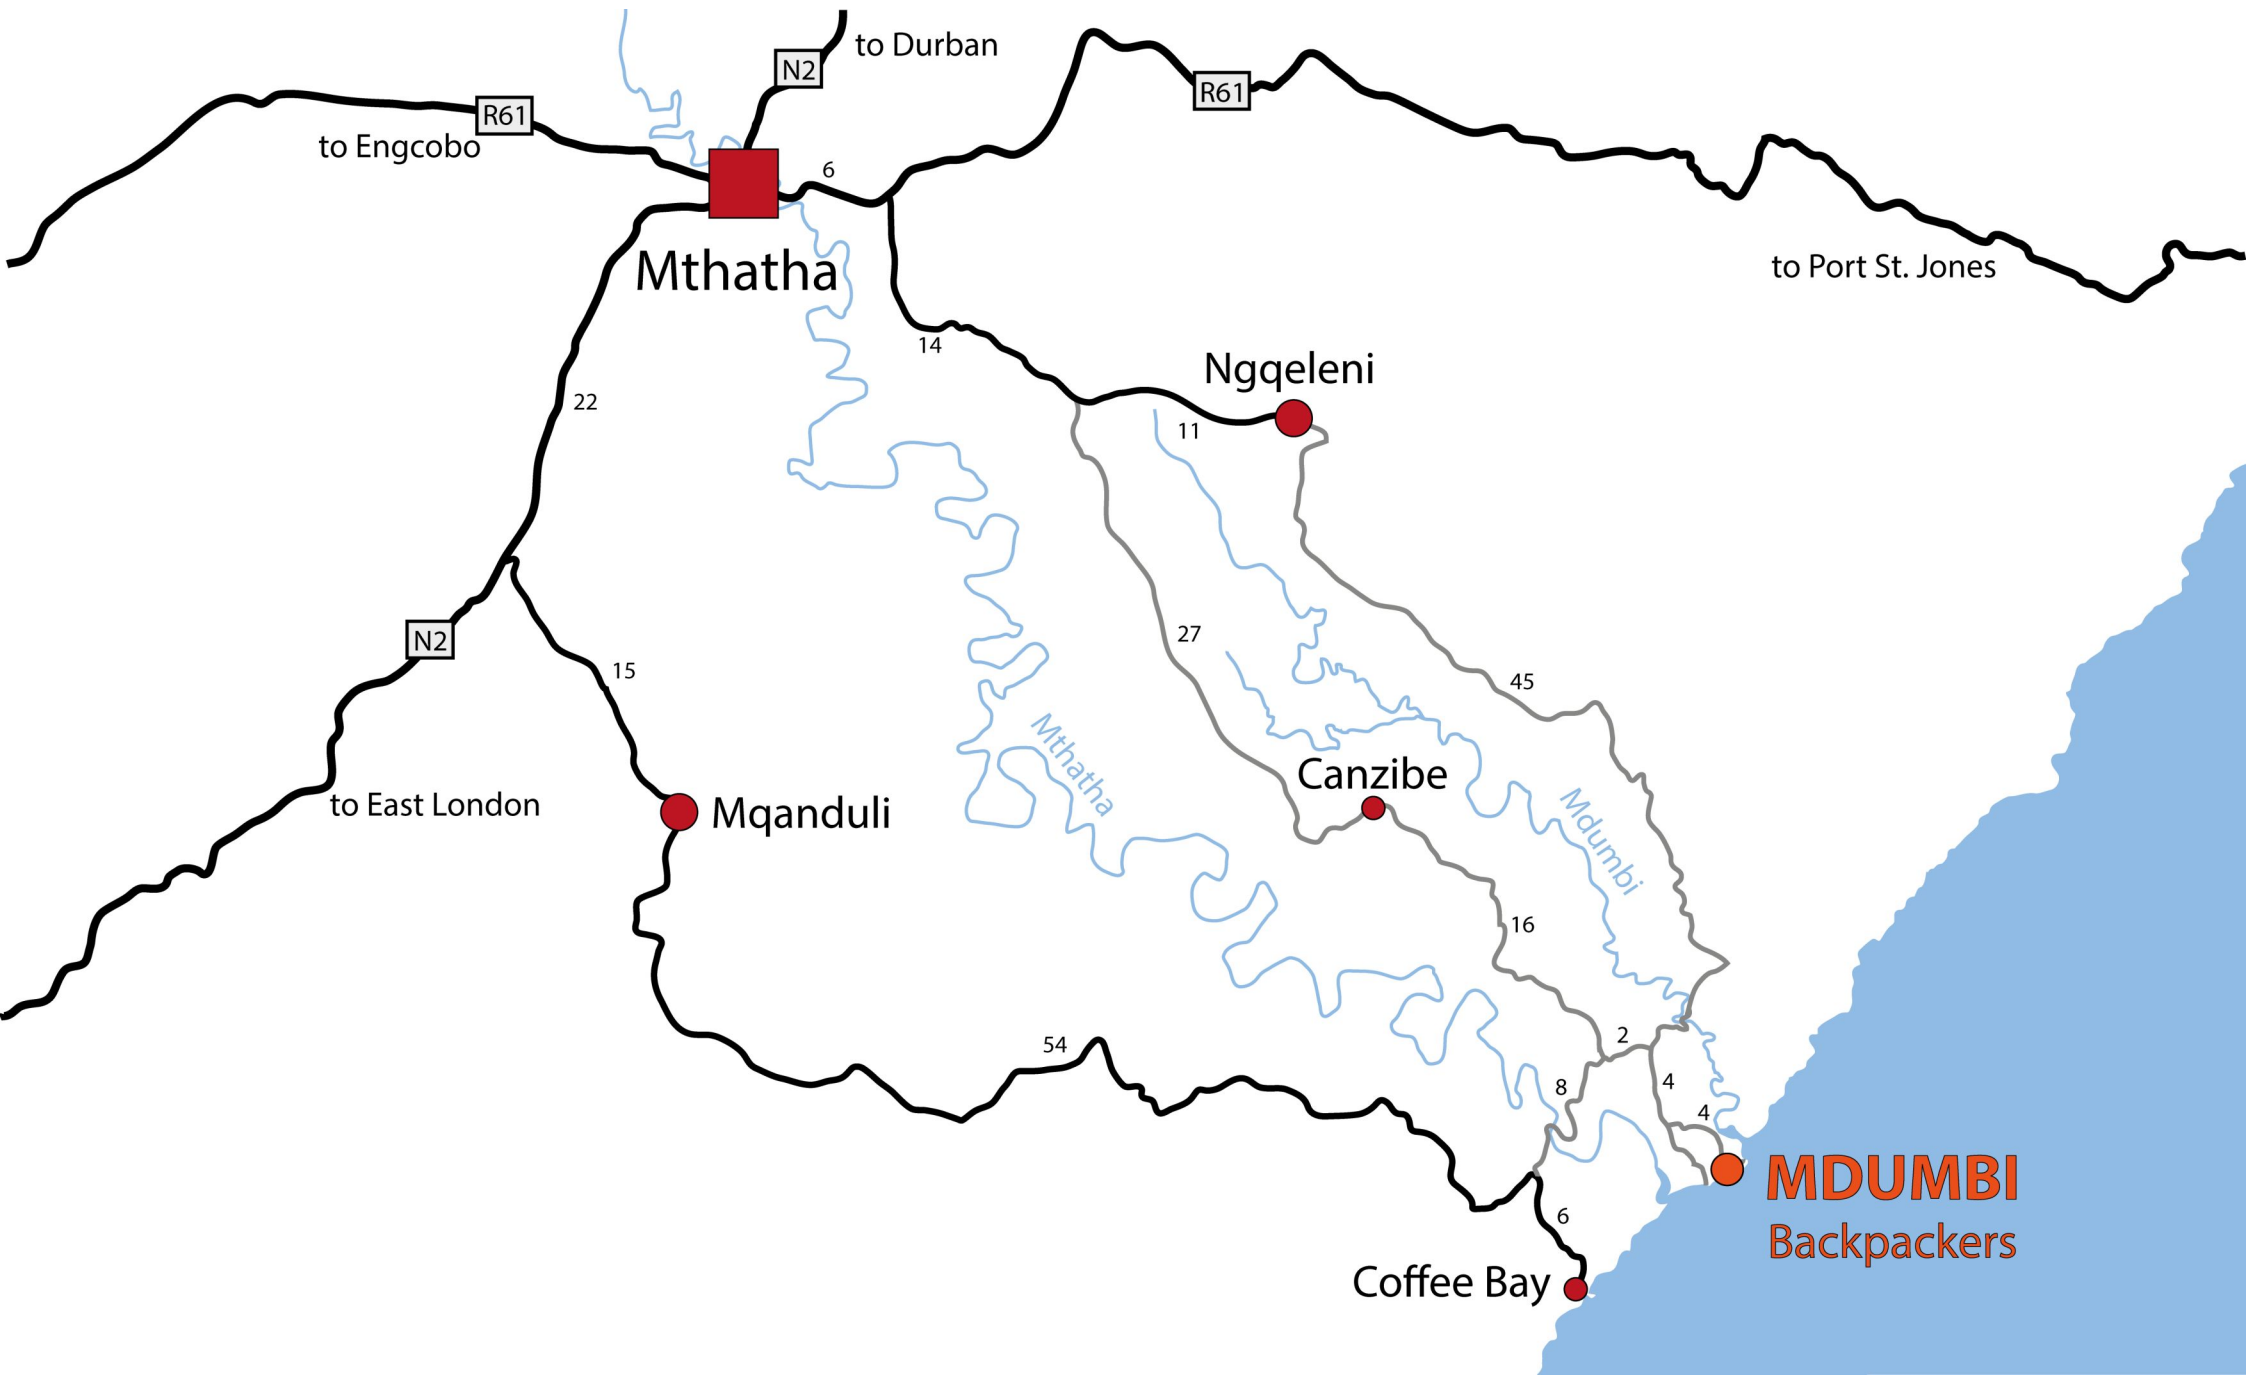 to Durban
N2
R61
R61
to Engcobo
6
Mthatha
to Port St. Jones
14
Ngqeleni
22
11
27
N2
15
45
Mthatha
Canzibe
to East London
Mqanduli
Mdumbi
16
2
54
8
4
4
MDUMBI
Backpackers
6
Coffee Bay